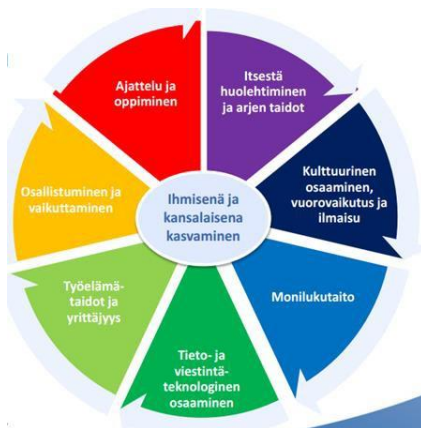 Ajattelu ja
oppiminen
Itsestä
huolehtiminen
ja arjen taidot
Kulttuurinen
osaaminen,
vuorovaikutus ja
ilmaisu
Monilukutaito
Tieto- ja
viestintä-
teknologinen
osaaminen
Työelämä-
taidot ja
yrittäjyys
Osallistuminen ja
vaikuttaminen
Ihmisenä ja
kansalaisena
kasvaminen